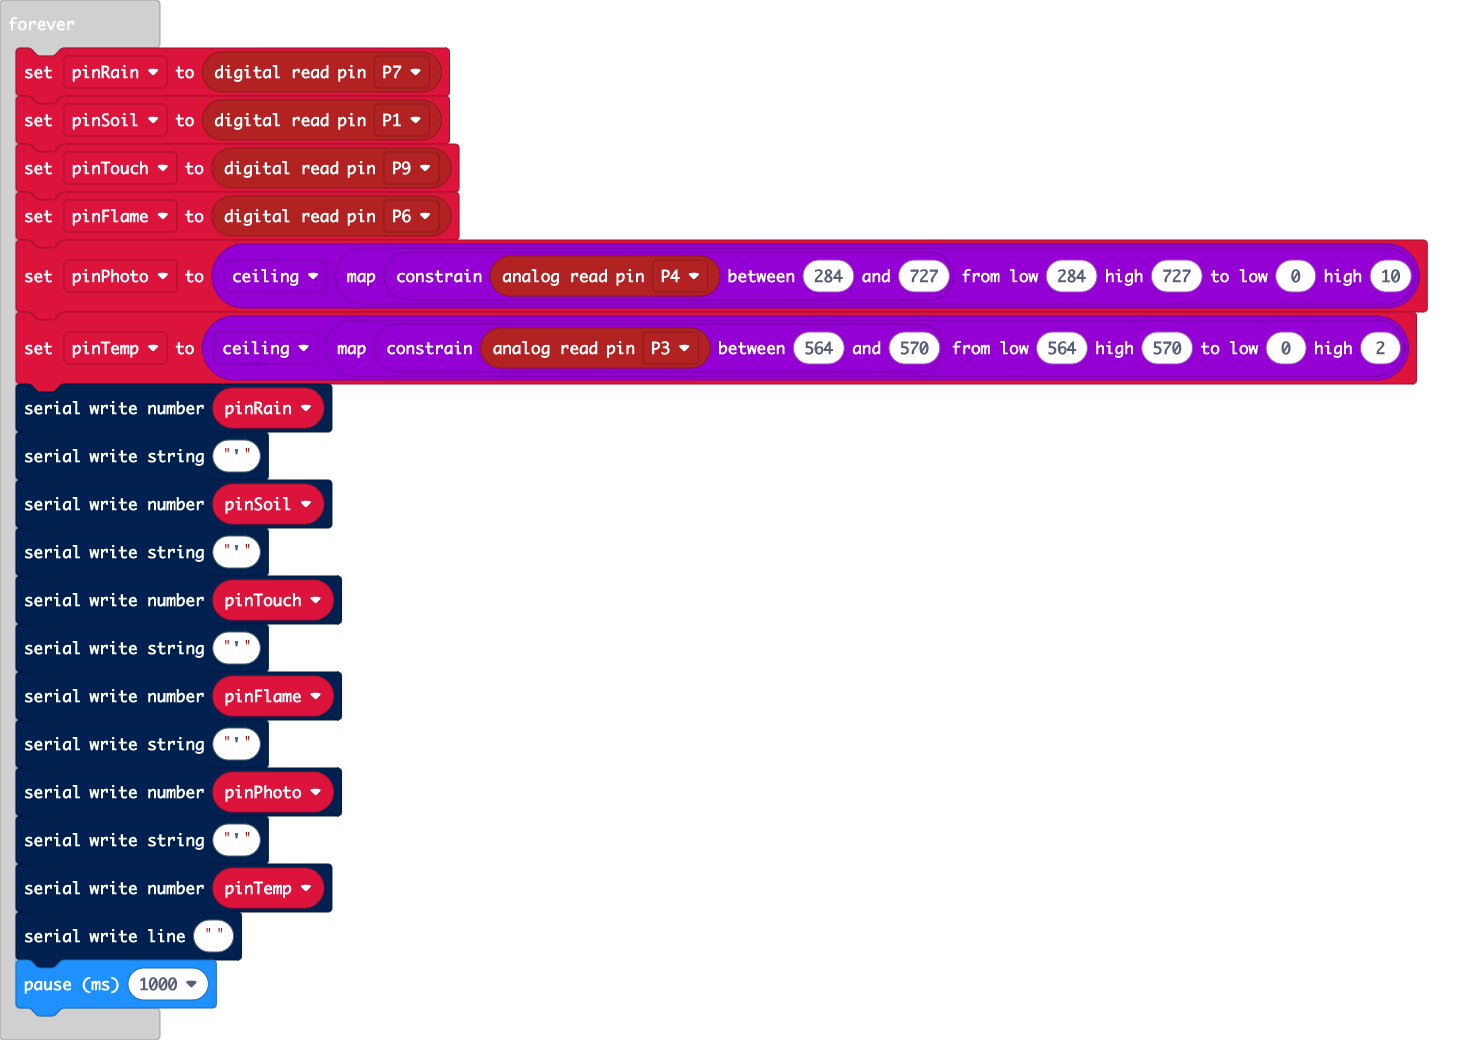 forever
set pinRain to digital read pin P7
set pinSoil to digital read pin P1
set pinTouch to digital read pin P9
set pinFlame to digital read pin P6
set pinPhoto to ceiling map constrain analog read pin P4 between 284 and 727 from low 284 high 727 to low 0 high 10
set pinTemp to ceiling map constrain analog read pin P3 between 564 and 570 from low 564 high 570 to low 0 high 2
serial write number pinRain
serial write string "'"
serial write number pinSoil
serial write string "'"
serial write number pinTouch
serial write string "'"
serial write number pinFlame
serial write string "'"
serial write number pinPhoto
serial write string "'"
serial write number pinTemp
serial write line ""
pause (ms) 1000